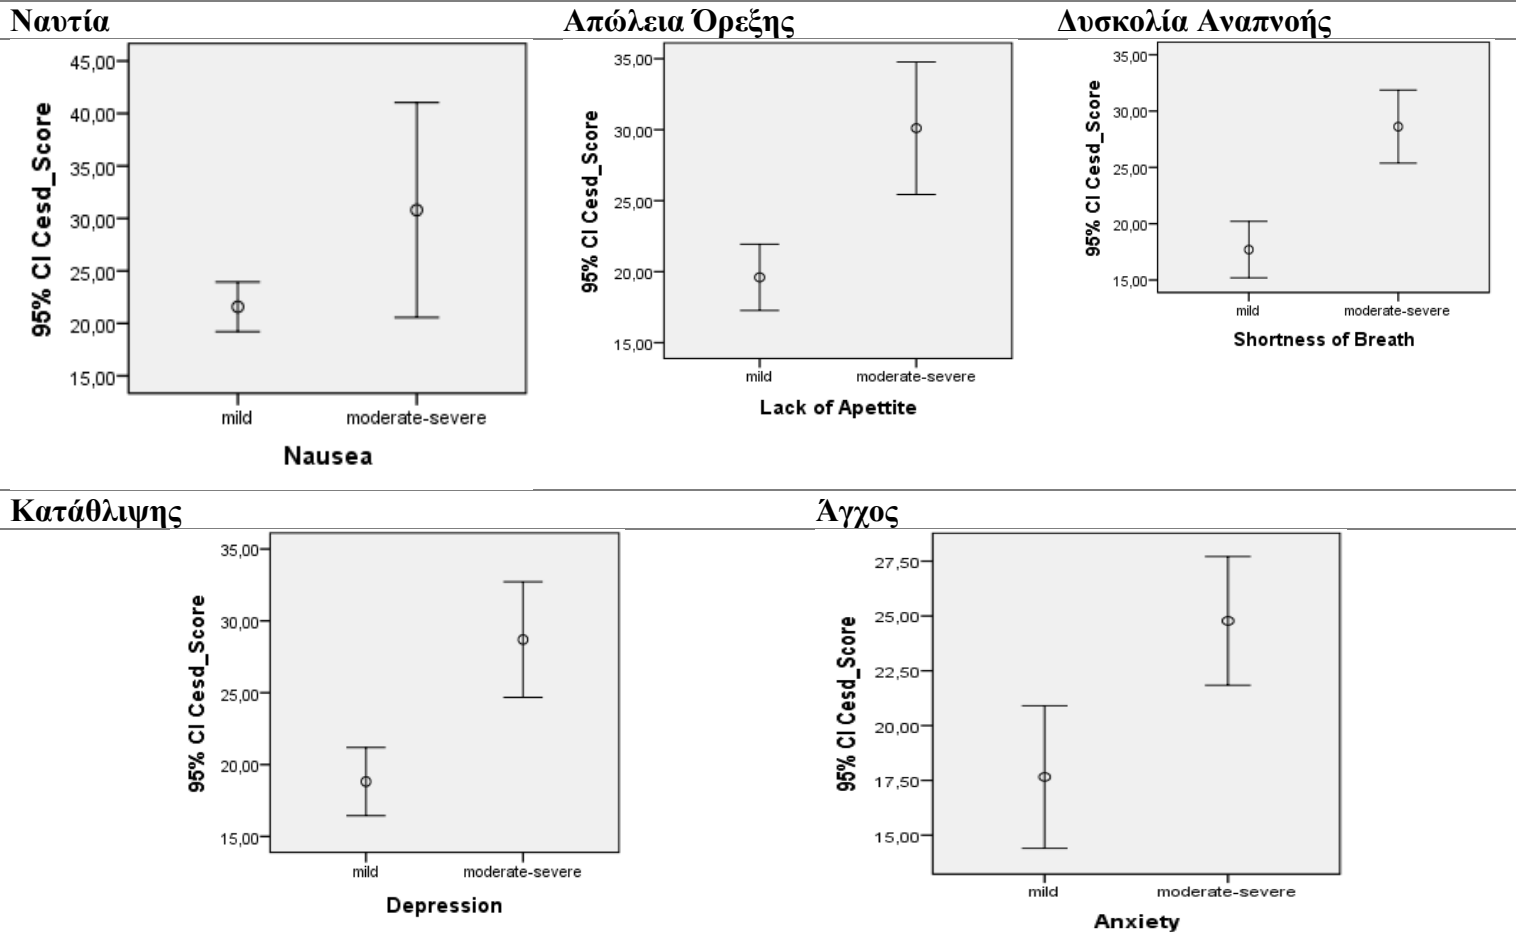 Ναυτία
Απώλεια Όρεξης
Δυσκολία Αναπνοής
95% CI Cesd_Score
45,00
40,00
35,00
30,00
25,00
20,00
15,00
mild
moderate-severe
Nausea
95% CI Cesd_Score
35,00
30,00
25,00
20,00
15,00
mild
moderate-severe
Lack of Apettite
95% CI Cesd_Score
35,00
30,00
25,00
20,00
15,00
mild
moderate-severe
Shortness of Breath
Κατάθλιψης
Άγχος
95% CI Cesd_Score
35,00
30,00
25,00
20,00
15,00
mild
moderate-severe
Depression
95% CI Cesd_Score
27,50
25,00
22,50
20,00
17,50
15,00
mild
moderate-severe
Anxiety